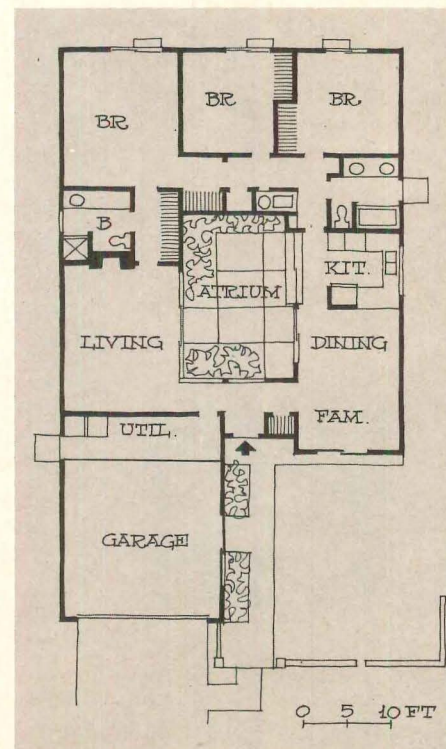 BR
BR
BR
B
KIT.
ATRIUM
LIVING
DINING
FAM.
UTIL.
GARAGE
0 5 10 FT